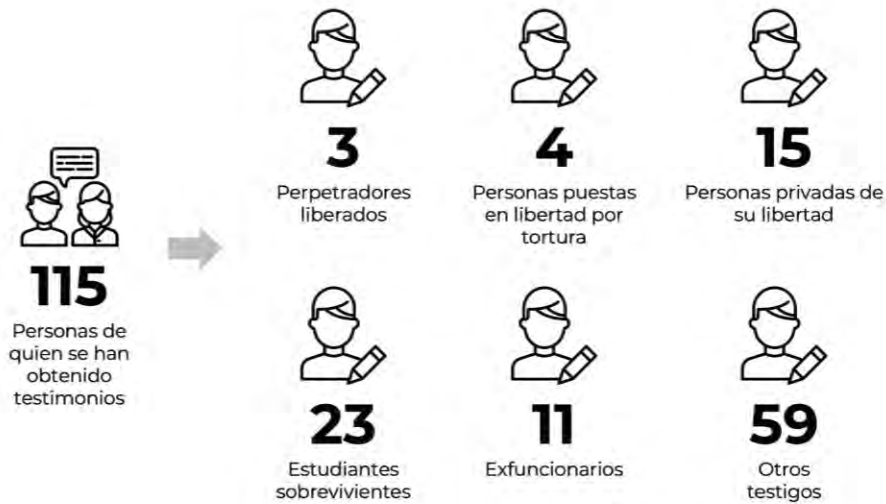 115
Personas de
quien se han
obtenido
testimonios
3
Perpetradores
liberados
4
Personas puestas
en libertad por
tortura
15
Personas privadas de
su libertad
23
Estudiantes
sobrevivientes
11
Exfuncionarios
59
Otros
testigos